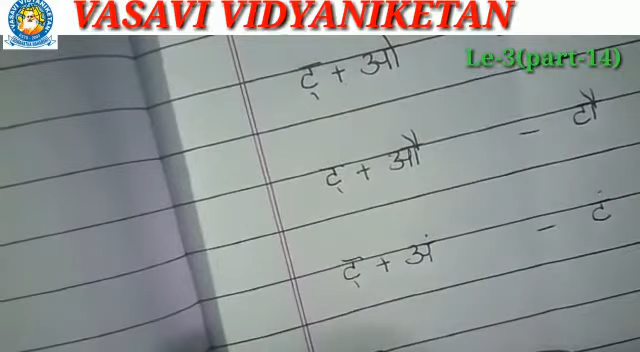 VASAVI VIDYANIKETAN
Le-3(part-14)
ट् + ओ
ट् + औ - टौ
ट् + अं - टं